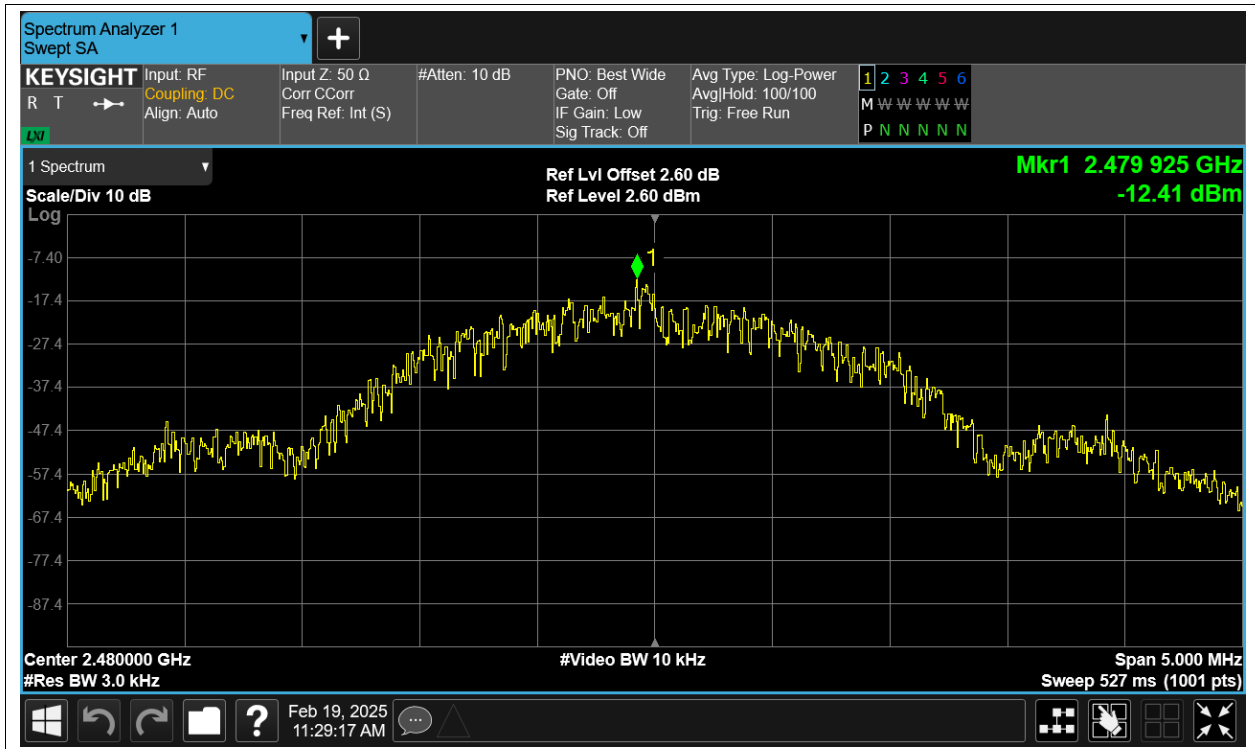 Spectrum Analyzer 1
Swept SA
KEYSIGHT
R T
LXI
Input: RF
Coupling: DC
Align: Auto
Input Z: 50 Ω
Corr CCorr
Freq Ref: Int (S)
#Atten: 10 dB
PNO: Best Wide
Gate: Off
IF Gain: Low
Sig Track: Off
Avg Type: Log-Power
Avg|Hold: 100/100
Trig: Free Run
1 2 3 4 5 6
M W W W W W
P N N N N N
1 Spectrum
Scale/Div 10 dB
Log
Ref Lvl Offset 2.60 dB
Ref Level 2.60 dBm
Mkr1 2.479 925 GHz
-12.41 dBm
1
-7.40
-17.4
-27.4
-37.4
-47.4
-57.4
-67.4
-77.4
-87.4
Center 2.480000 GHz
#Res BW 3.0 kHz
#Video BW 10 kHz
Span 5.000 MHz
Sweep 527 ms (1001 pts)
?
Feb 19, 2025
11:29:17 AM